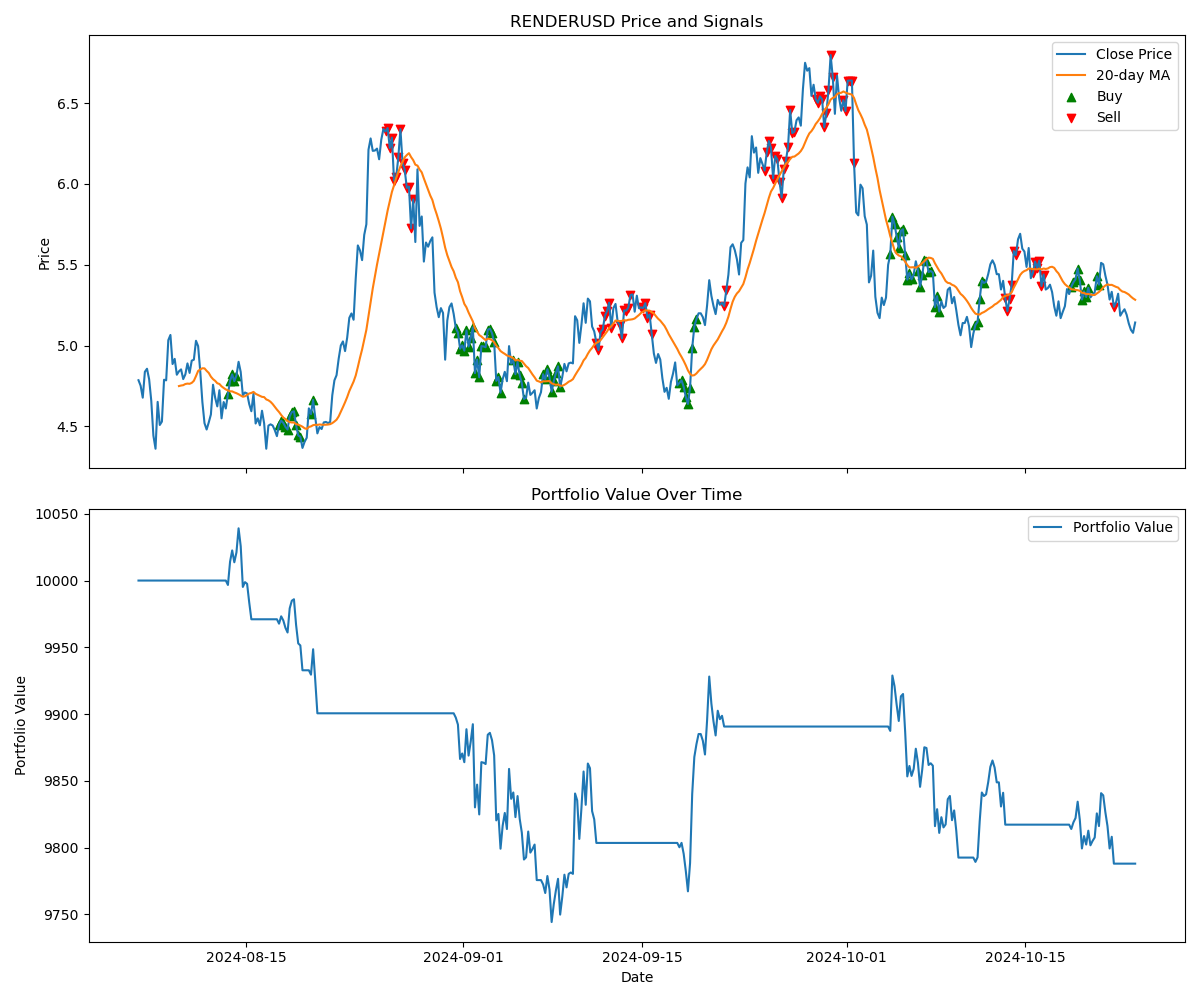 RENDERUSD Price and Signals
Close Price
20-day MA
Buy
Sell
6.5
6.0
5.5
5.0
4.5
Price
Portfolio Value Over Time
Portfolio Value
10050
10000
9950
9900
9850
9800
9750
Portfolio Value
2024-08-15
2024-09-01
2024-09-15
2024-10-01
2024-10-15
Date